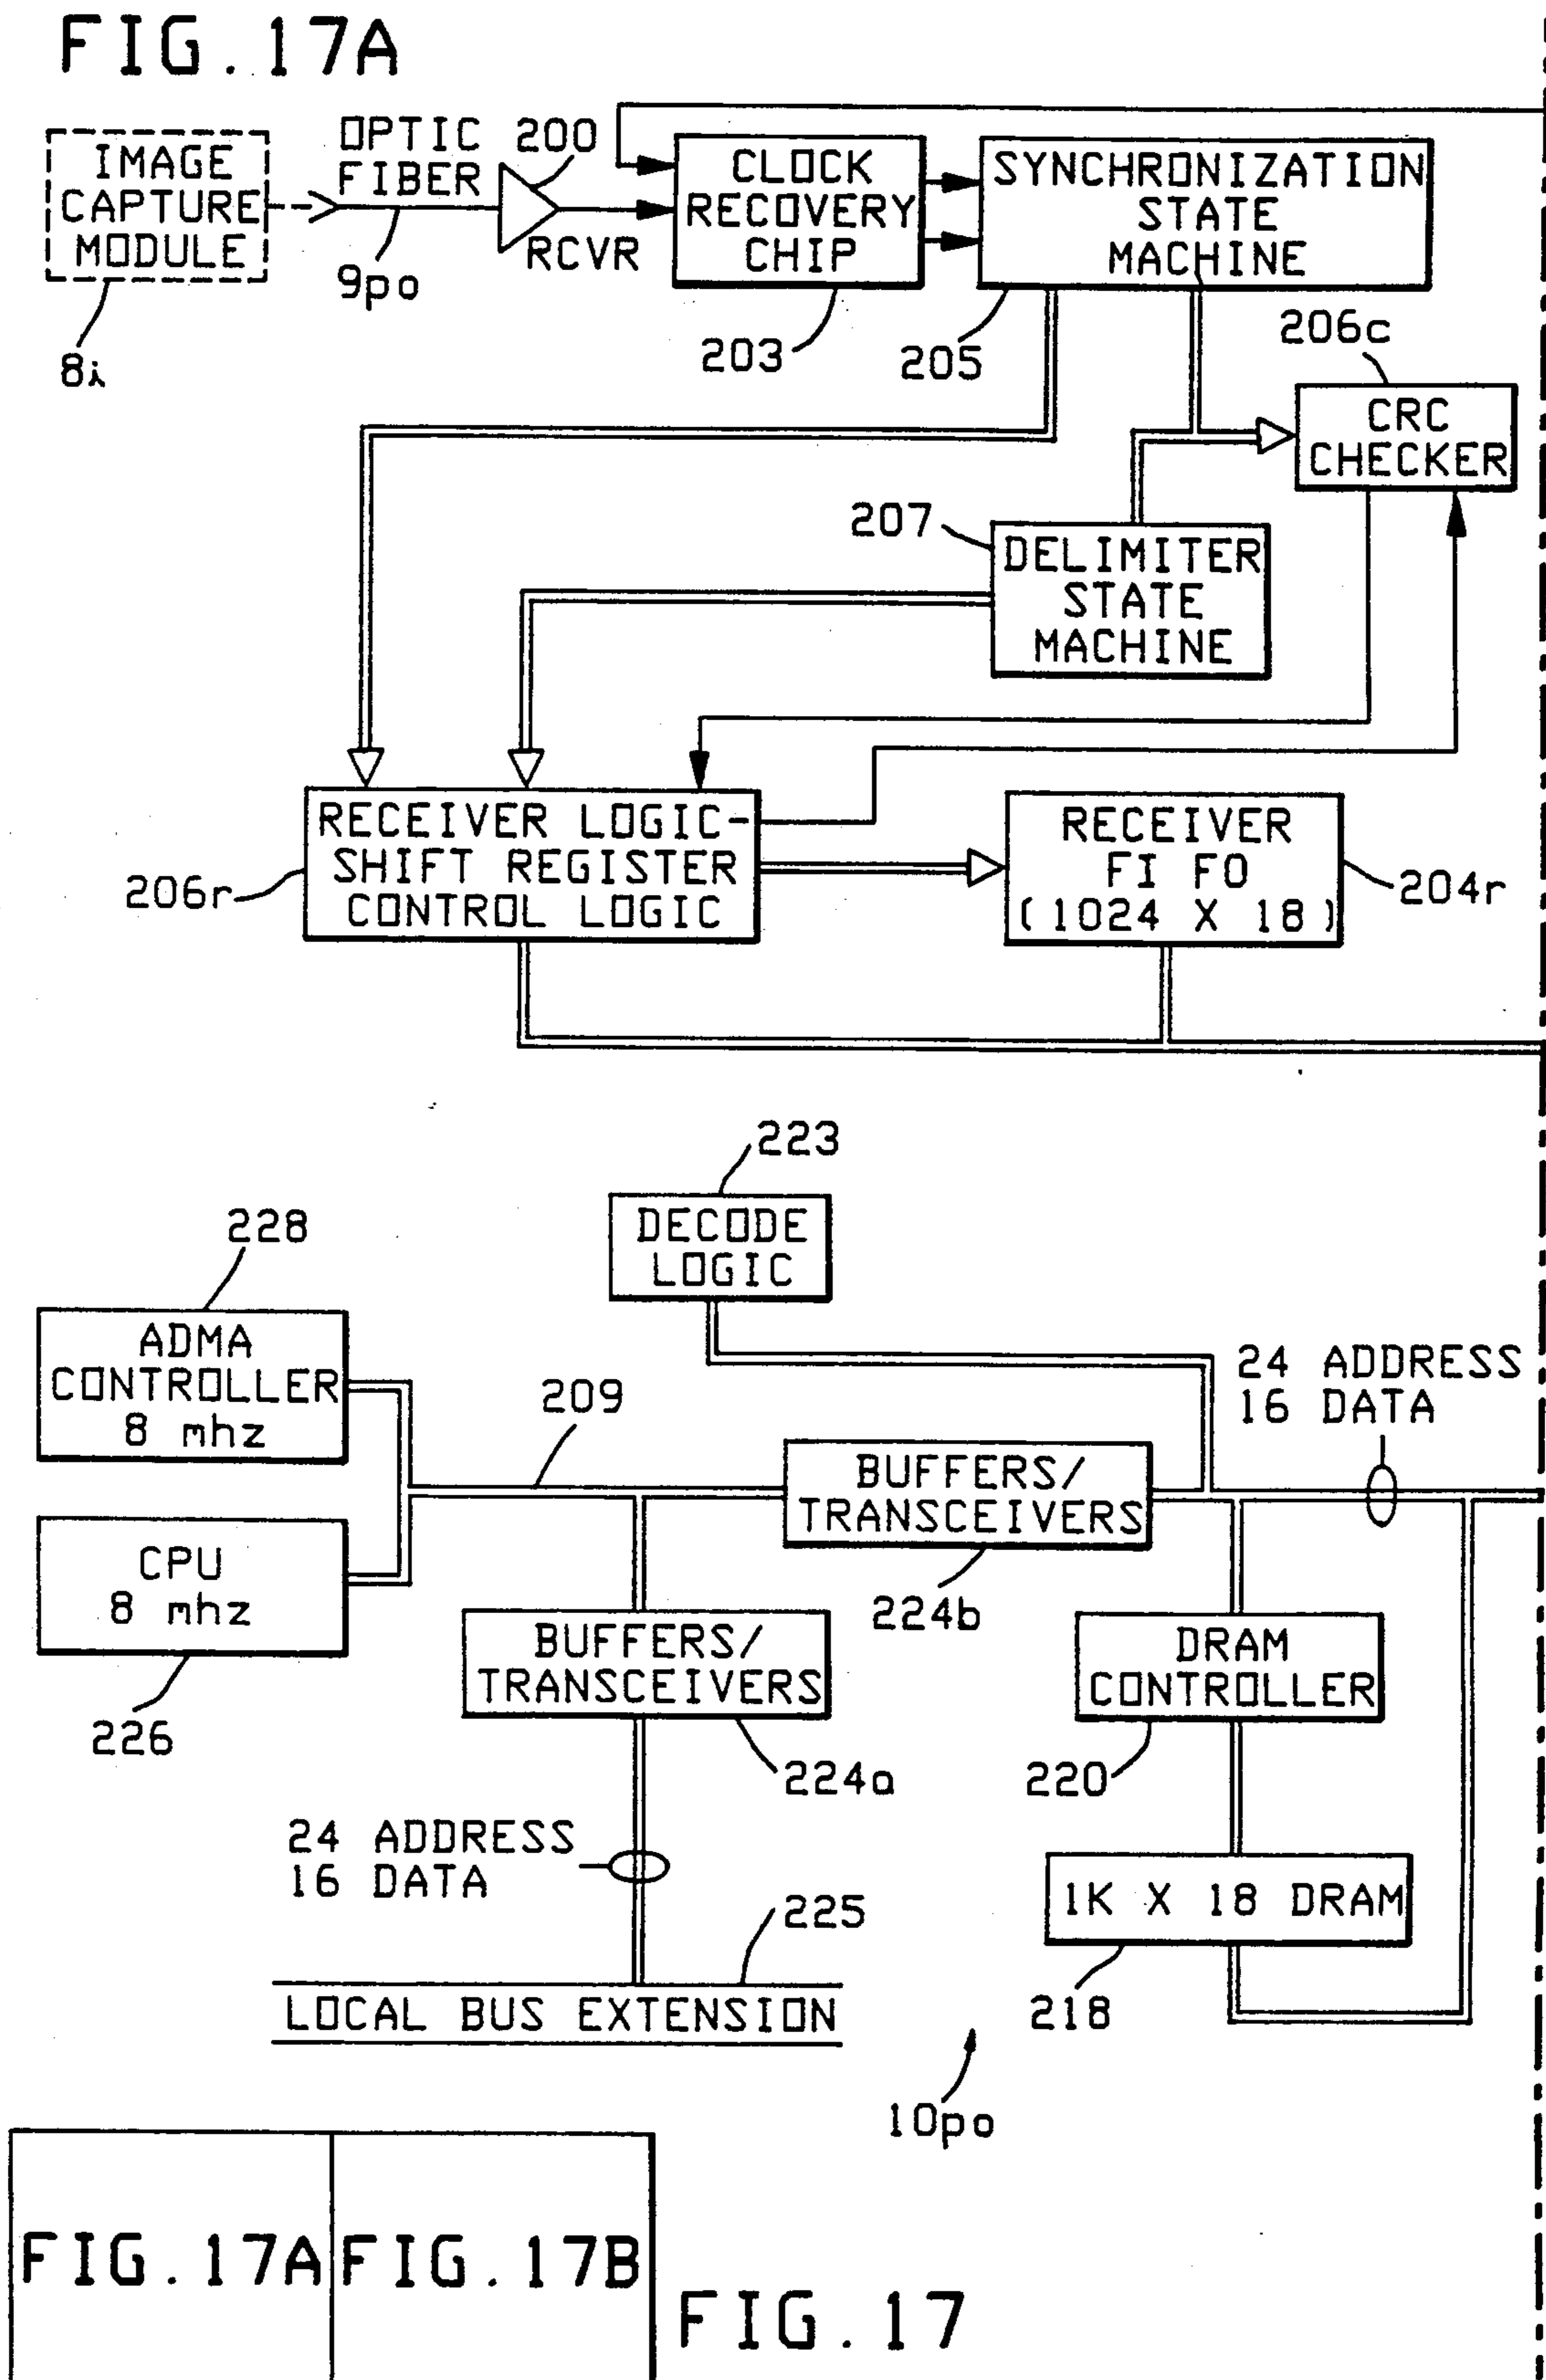 FIG.17A
IMAGE
CAPTURE
MODULE
8i
OPTIC
FIBER
9po
200
RCVR
CLOCK
RECOVERY
CHIP
203
SYNCHRONIZATION
STATE
MACHINE
205
206c
CRC
CHECKER
207
DELIMITER
STATE
MACHINE
RECEIVER LOGIC-
SHIFT REGISTER
CONTROL LOGIC
206r
RECEIVER
FI FO
(1024 X 18)
204r
223
DECODE
LOGIC
228
ADMA
CONTROLLER
8 mhz
209
24 ADDRESS
16 DATA
BUFFERS/
TRANSCEIVERS
224b
CPU
8 mhz
226
BUFFERS/
TRANSCEIVERS
224a
DRAM
CONTROLLER
220
24 ADDRESS
16 DATA
1K X 18 DRAM
218
225
LOCAL BUS EXTENSION
10po
FIG.17A
FIG.17B
FIG.17